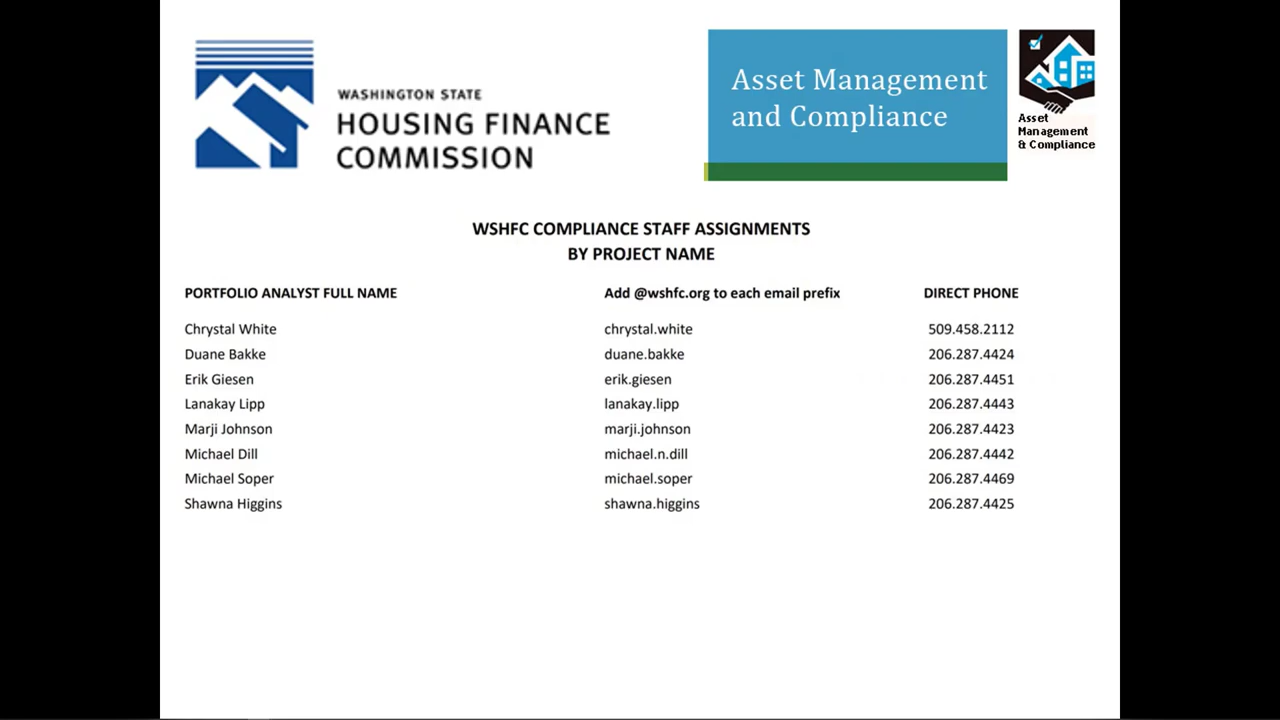 WASHINGTON STATE
HOUSING FINANCE
COMMISSION
Asset Management
and Compliance
Asset
Management
& Compliance
WSHFC COMPLIANCE STAFF ASSIGNMENTS
BY PROJECT NAME
PORTFOLIO ANALYST FULL NAME Add @wshfc.org to each email prefix DIRECT PHONE
Chrystal White chrystal.white 509.458.2112
Duane Bakke duane.bakke 206.287.4424
Erik Giesen erik.giesen 206.287.4451
Lanakay Lipp lanakay.lipp 206.287.4443
Marji Johnson marji.johnson 206.287.4423
Michael Dill michael.n.dill 206.287.4442
Michael Soper michael.soper 206.287.4469
Shawna Higgins shawna.higgins 206.287.4425